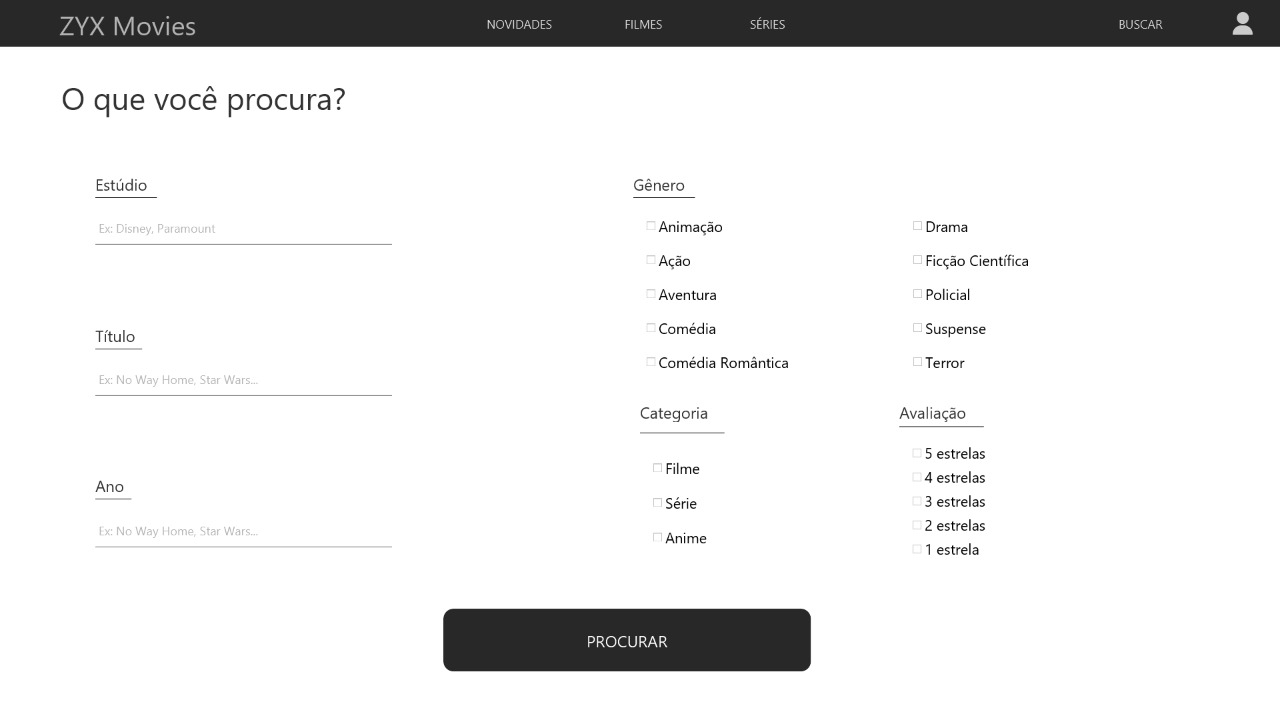 ZYX Movies
NOVIDADES
FILMES
SÉRIES
BUSCAR
O que você procura?
Estúdio
Ex: Disney, Paramount
Título
Ex: No Way Home, Star Wars...
Ano
Ex: No Way Home, Star Wars...
Gênero
Animação
Ação
Aventura
Comédia
Comédia Romântica
Drama
Ficção Científica
Policial
Suspense
Terror
Categoria
Filme
Série
Anime
Avaliação
5 estrelas
4 estrelas
3 estrelas
2 estrelas
1 estrela
PROCURAR